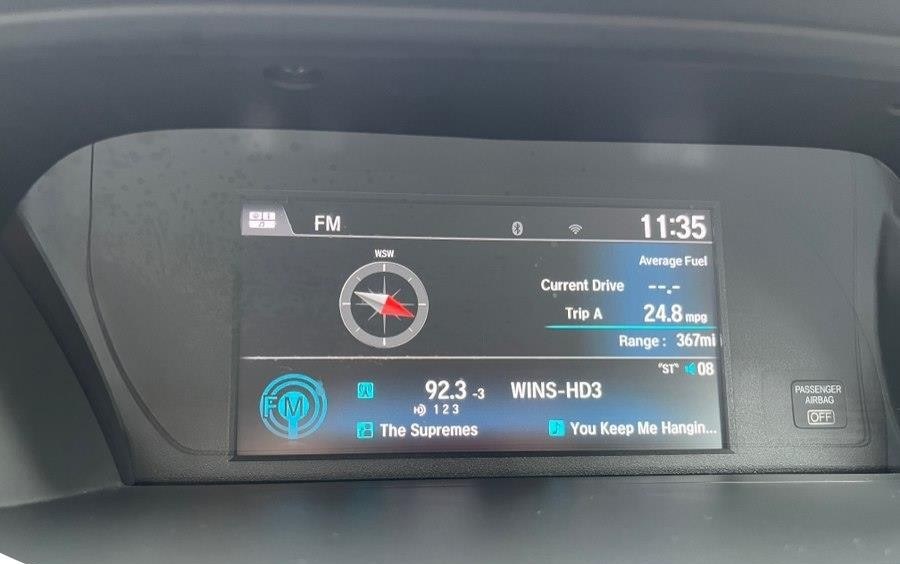 FM 11:35
WSW
Average Fuel
Current Drive --.-
Trip A 24.8 mpg
Range : 367mi
"ST" 08
FM 92.3 -3 WINS-HD3
1 2 3
The Supremes You Keep Me Hangin...
PASSENGER
AIRBAG
OFF